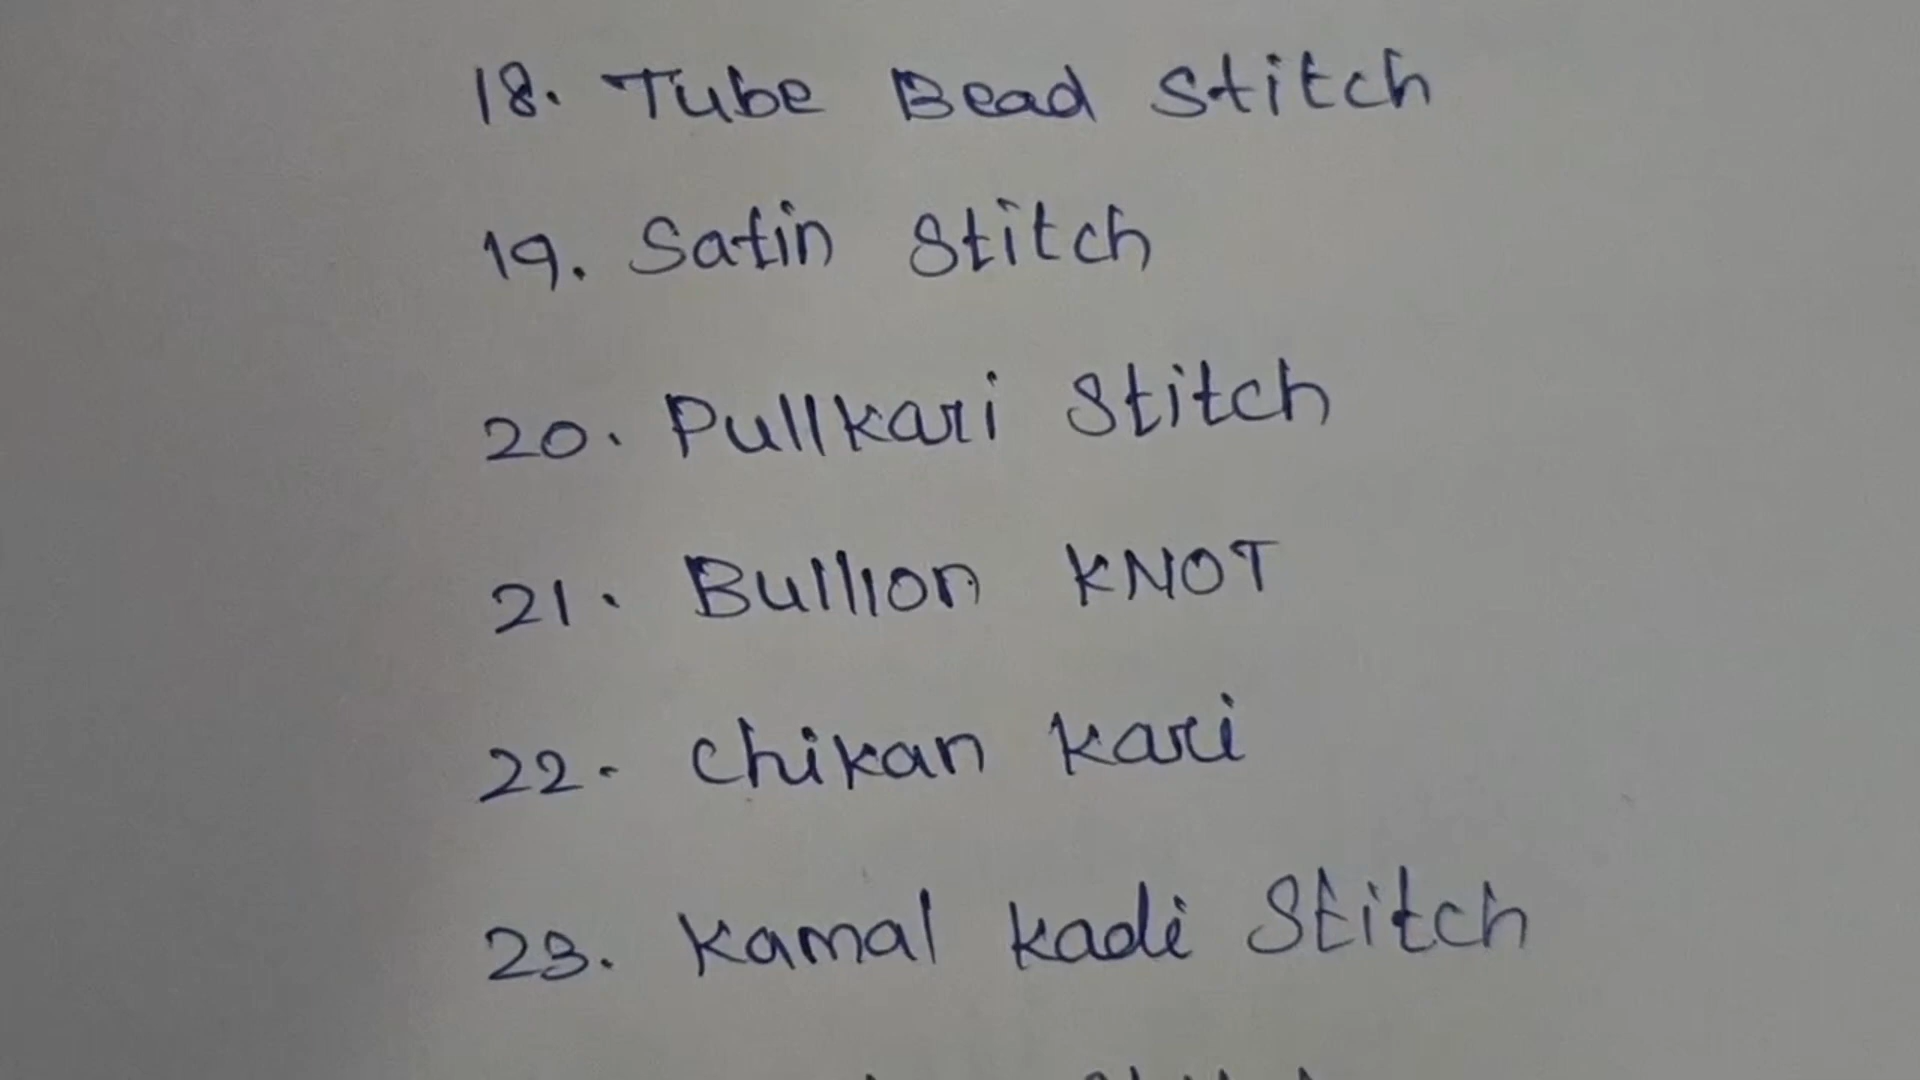 18. Tube Bead Stitch
19. Satin Stitch
20. Pullkari Stitch
21. Bullion KNOT
22. Chikan Kari
23. Kamal Kadi Stitch